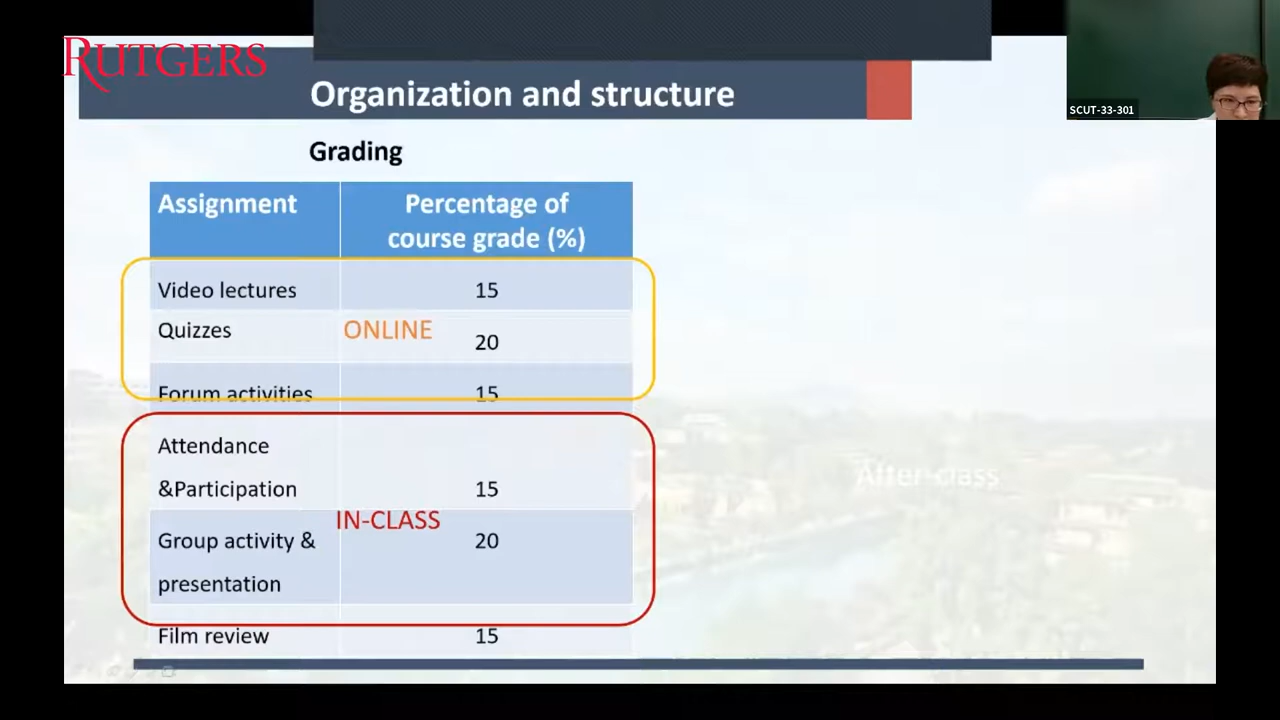 RUTGERS
Organization and structure
SCUT-33-301
Grading
Assignment
Percentage of
course grade (%)
Video lectures
15
Quizzes
ONLINE
20
Forum activities
15
Attendance
&Participation
15
IN-CLASS
Group activity &
presentation
20
After-class
Film review
15